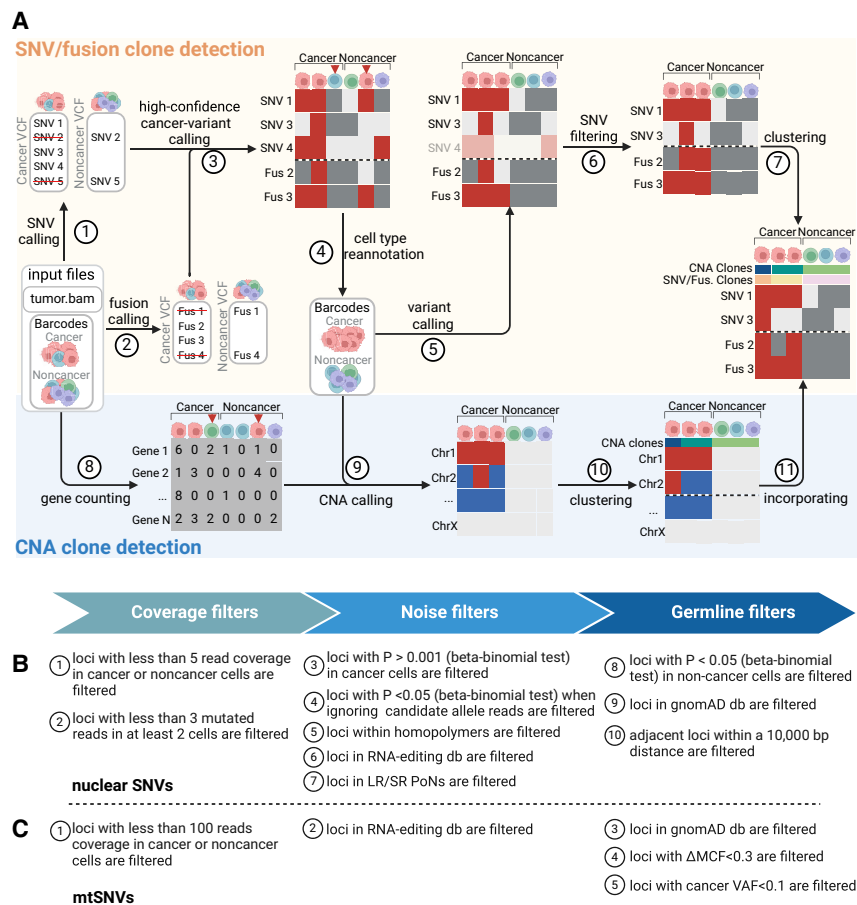 A
SNV/fusion clone detection
Cancer VCF
SNV 1
SNV 2
SNV 3
SNV 4
SNV 5
Noncancer VCF
SNV 2
SNV 5
high-confidence
cancer-variant
calling
3
Cancer Noncancer
SNV 1
SNV 3
SNV 4
Fus 2
Fus 3
Cancer Noncancer
SNV 1
SNV 3
SNV 4
Fus 2
Fus 3
SNV
filtering
6
Cancer Noncancer
SNV 1
SNV 3
Fus 2
Fus 3
clustering
7
SNV
calling
1
input files
tumor.bam
Barcodes
Cancer
Noncancer
fusion
calling
2
Cancer VCF
Fus 1
Fus 2
Fus 3
Fus 4
Noncancer VCF
Fus 1
Fus 4
4
cell type
reannotation
Barcodes
Cancer
Noncancer
variant
calling
5
Cancer Noncancer
CNA Clones
SNV/Fus. Clones
SNV 1
SNV 3
Fus 2
Fus 3
8
gene counting
Cancer Noncancer
Gene 1 6 0 2 1 0 1 0
Gene 2 1 3 0 0 0 4 0
... 8 0 0 1 0 0 0
Gene N 2 3 2 0 0 0 2
9
CNA calling
Cancer Noncancer
Chr1
Chr2
...
ChrX
10
clustering
Cancer Noncancer
CNA clones
Chr1
Chr2
...
ChrX
11
incorporating
CNA clone detection
Coverage filters
Noise filters
Germline filters
B
1 loci with less than 5 read coverage
in cancer or noncancer cells are
filtered
2 loci with less than 3 mutated
reads in at least 2 cells are filtered
nuclear SNVs
3 loci with P > 0.001 (beta-binomial test)
in cancer cells are filtered
4 loci with P <0.05 (beta-binomial test) when
ignoring candidate allele reads are filtered
5 loci within homopolymers are filtered
6 loci in RNA-editing db are filtered
7 loci in LR/SR PoNs are filtered
8 loci with P < 0.05 (beta-binomial
test) in non-cancer cells are filtered
9 loci in gnomAD db are filtered
10 adjacent loci within a 10,000 bp
distance are filtered
C
1 loci with less than 100 reads
coverage in cancer or noncancer
cells are filtered
mtSNVs
2 loci in RNA-editing db are filtered
3 loci in gnomAD db are filtered
4 loci with ΔMCF<0.3 are filtered
5 loci with cancer VAF<0.1 are filtered